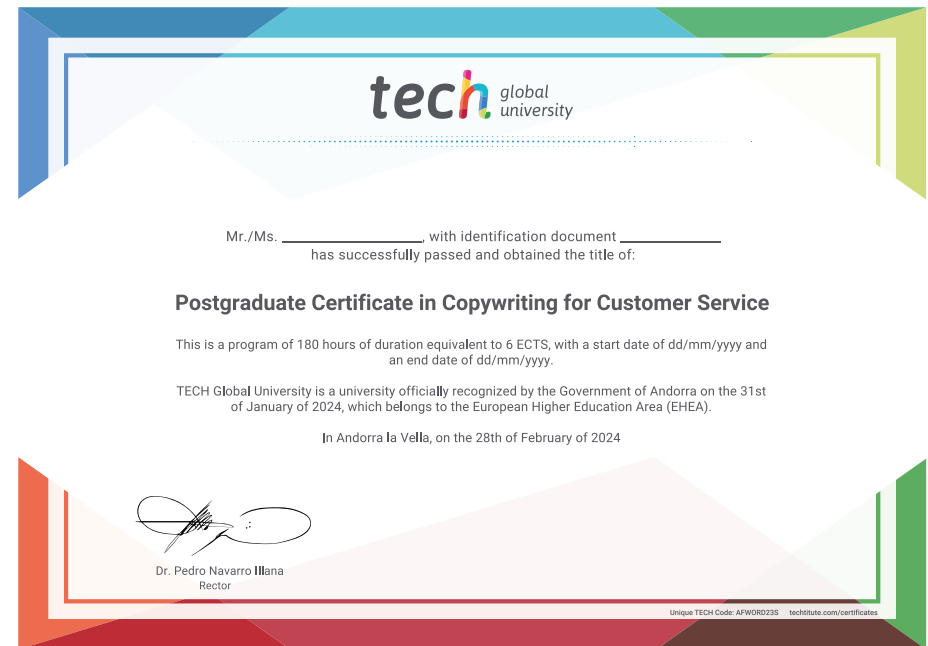 tech global
university
Mr./Ms. ____________, with identification document ____________
has successfully passed and obtained the title of:
Postgraduate Certificate in Copywriting for Customer Service
This is a program of 180 hours of duration equivalent to 6 ECTS, with a start date of dd/mm/yyyy and
an end date of dd/mm/yyyy.
TECH Global University is a university officially recognized by the Government of Andorra on the 31st
of January of 2024, which belongs to the European Higher Education Area (EHEA).
In Andorra la Vella, on the 28th of February of 2024
Dr. Pedro Navarro Illana
Rector
Unique TECH Code: AFWORD23S techtitute.com/certificates